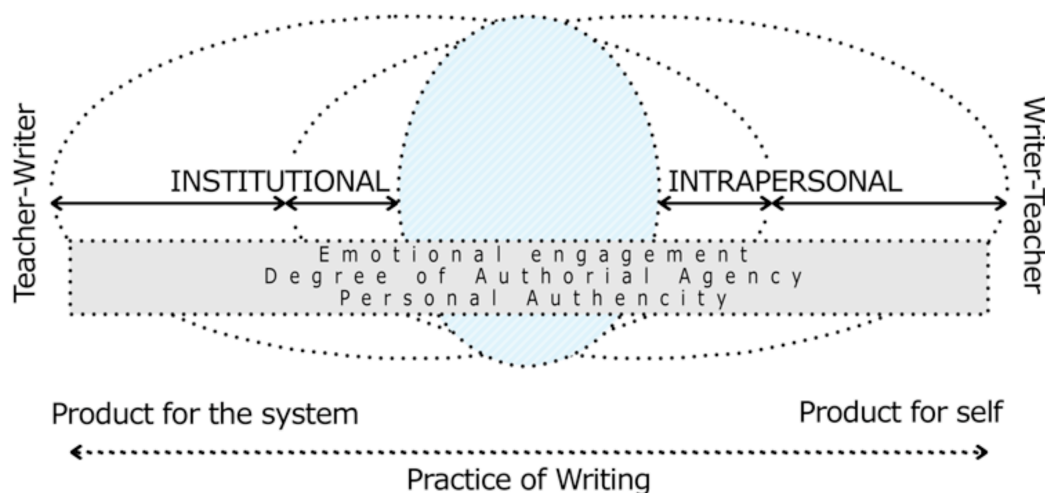 Teacher-Writer
INSTITUTIONAL
INTRAPERSONAL
Writer-Teacher
Emotional engagement
Degree of Authorial Agency
Personal Authencity
Product for the system
Product for self
Practice of Writing